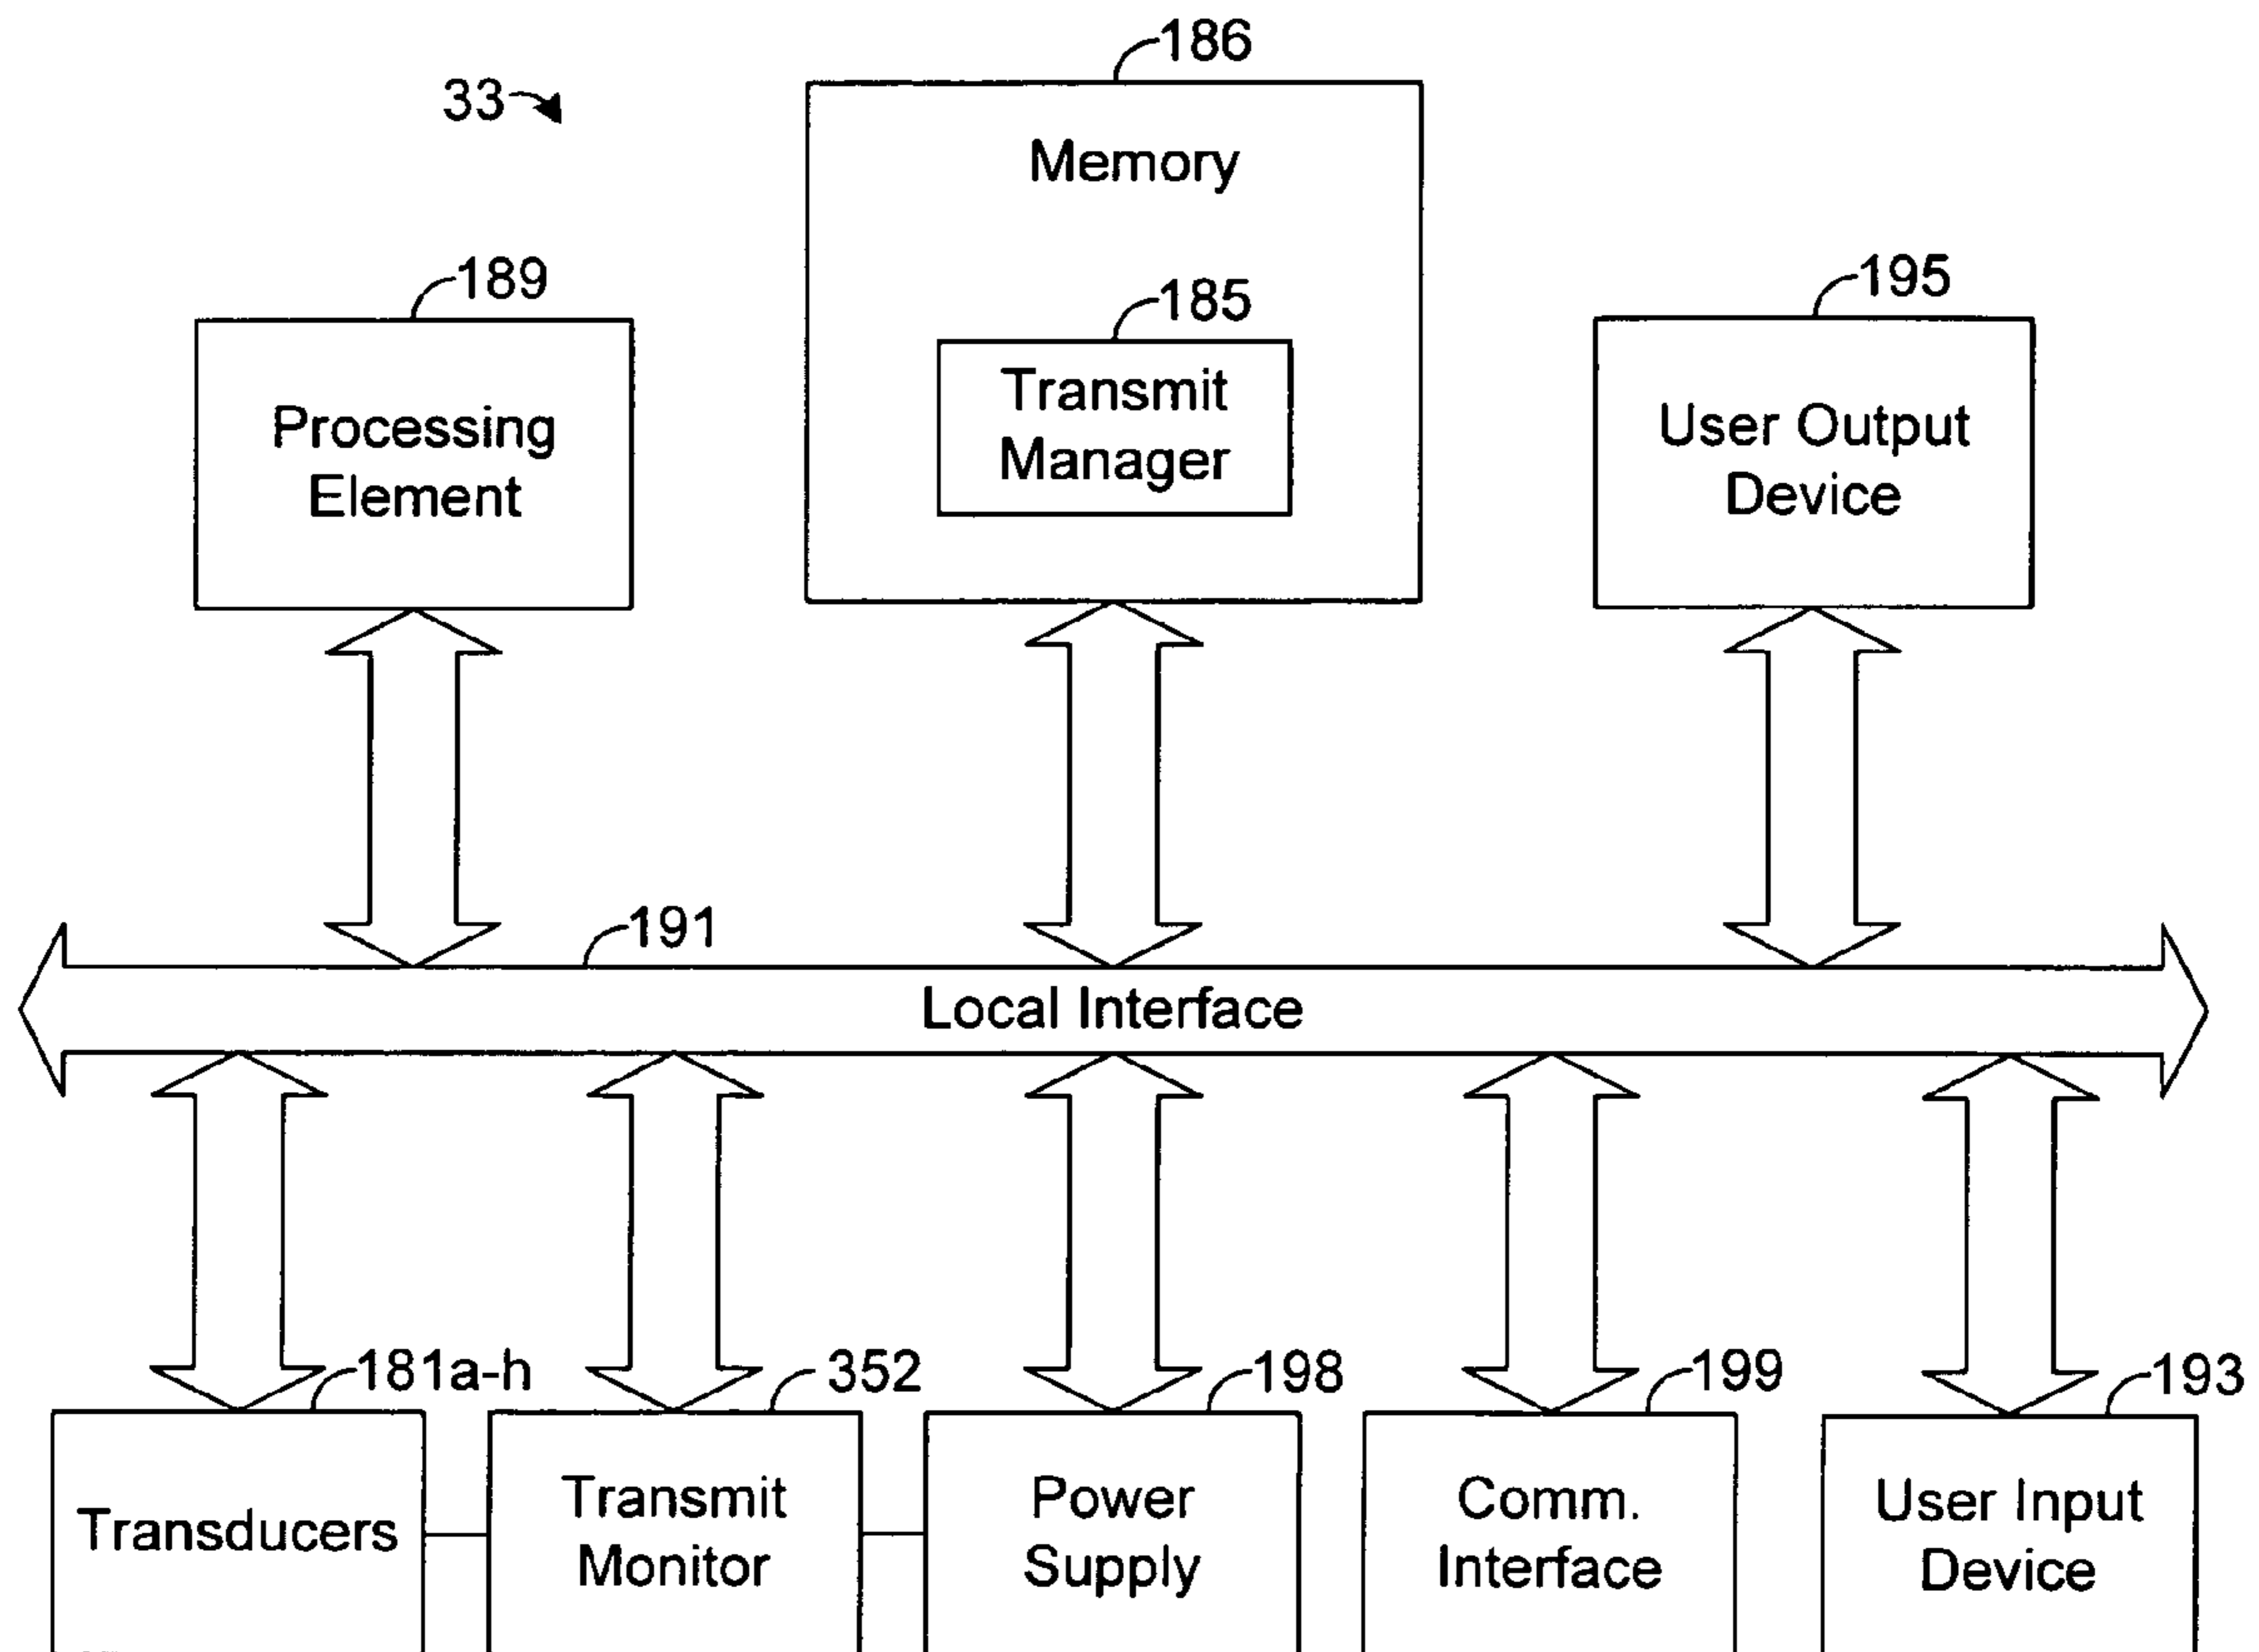 186
33
Memory
189
185
195
Transmit
Manager
Processing
Element
User Output
Device
191
Local Interface
181a-h
352
198
199
193
Transducers
Transmit
Monitor
Power
Supply
Comm.
Interface
User Input
Device